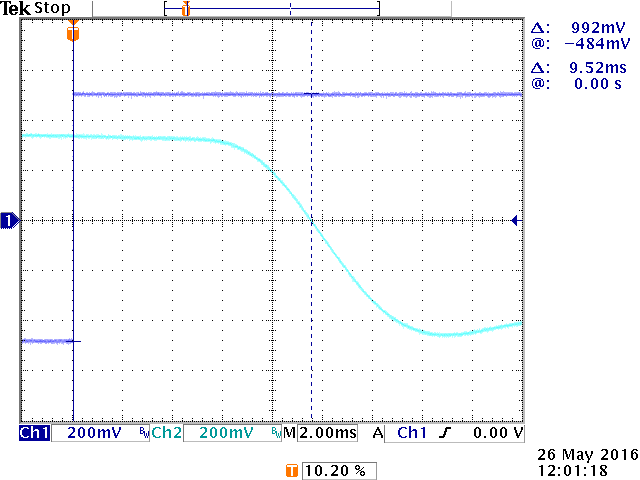 Tek Stop
T
T
Δ: 992mV
@: −484mV
Δ: 9.52ms
@: 0.00 s
1
Ch1 200mV BW Ch2 200mV BW M 2.00ms A Ch1 0.00 V
T 10.20 %
26 May 2016
12:01:18